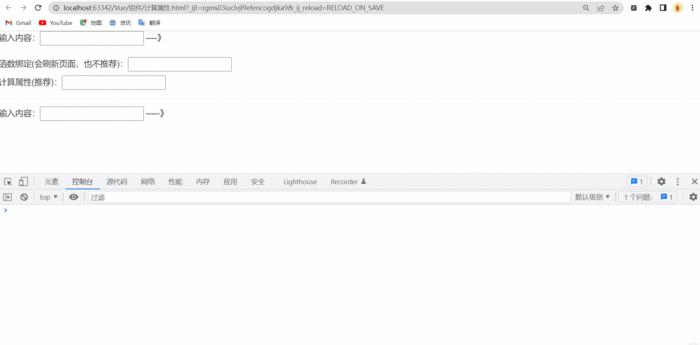 localhost:63342/Vue/组件/计算属性.html?_ijt=rgms03iuclvjl9efencogdjka9&_ij_reload=RELOAD_ON_SAVE
Gmail YouTube 地图 资讯 翻译
输入内容： ----》
函数绑定(会刷新页面，也不推荐)：
计算属性(推荐)：
输入内容： -----》
元素 控制台 源代码 网络 性能 内存 应用 安全 Lighthouse Recorder 1
top ▼ 过滤 默认级别 ▼ 1 个问题： 1